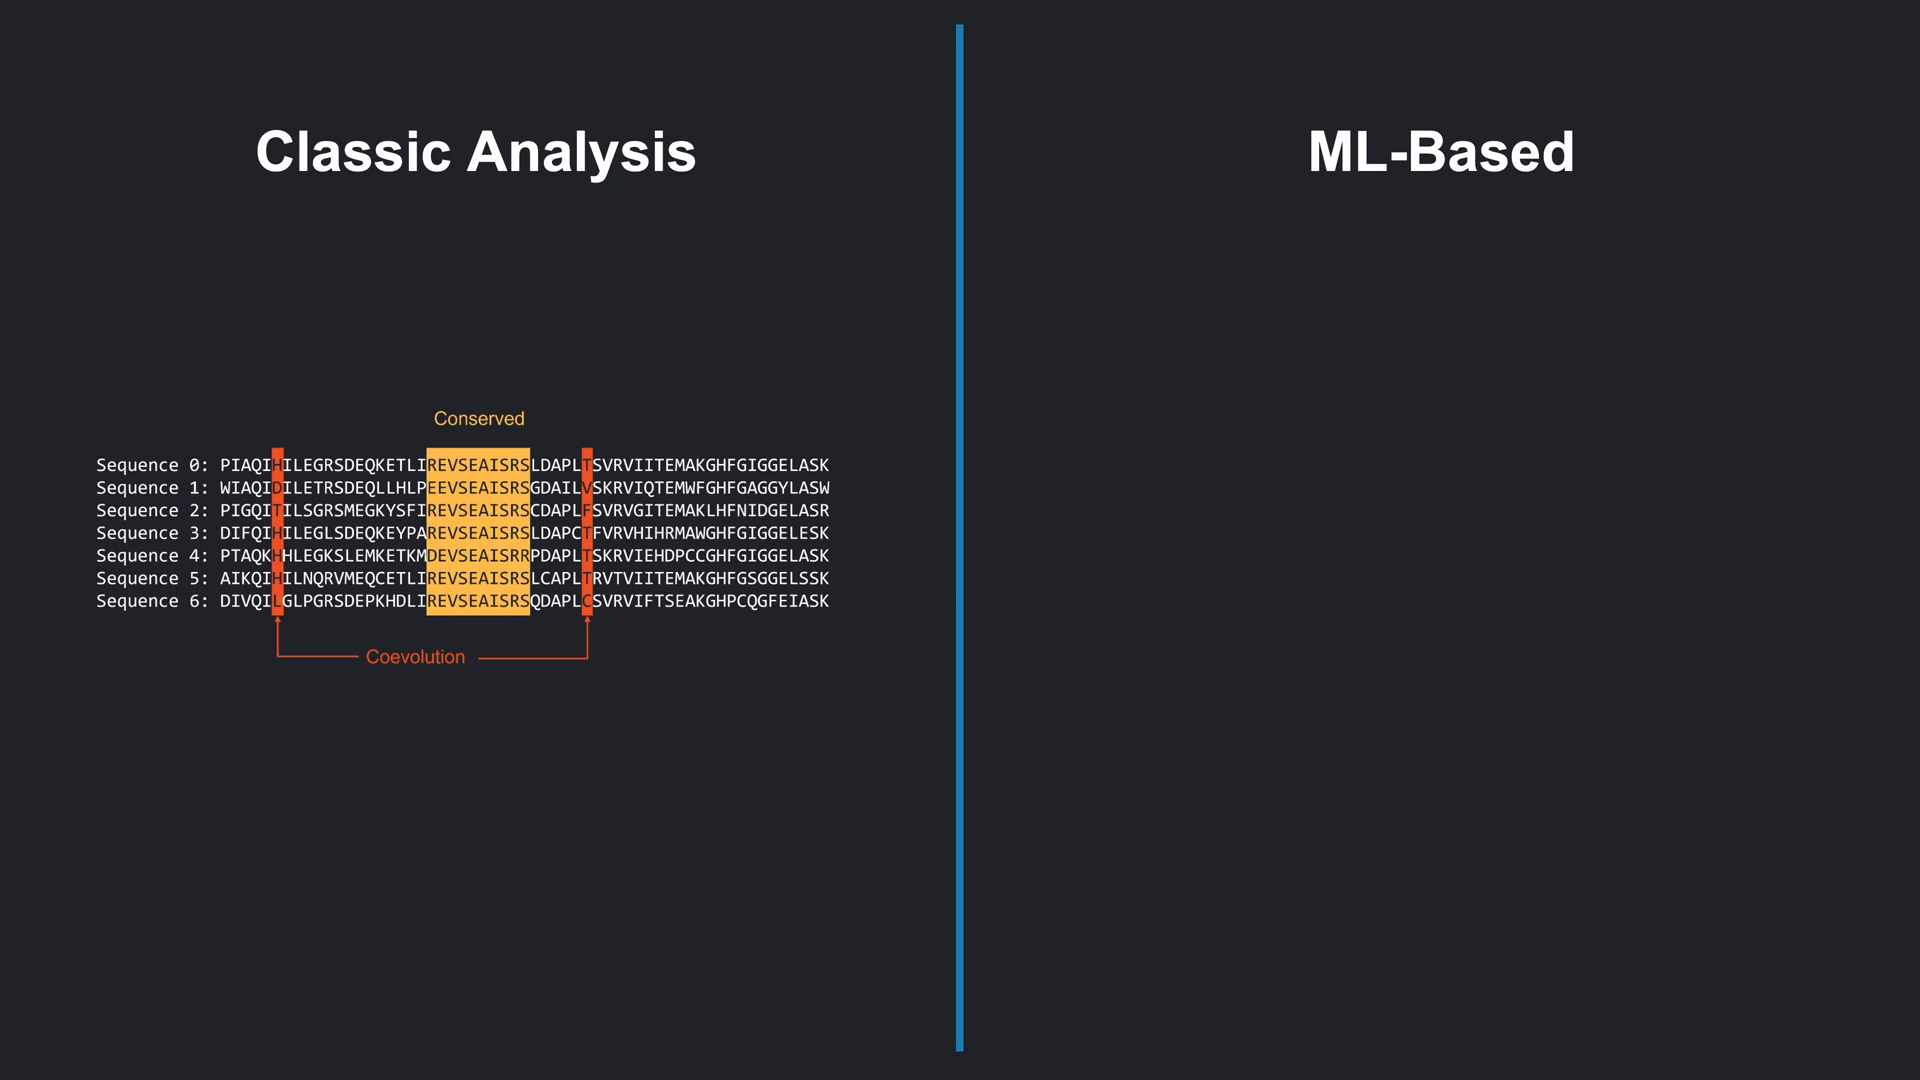 Classic Analysis
ML-Based
Conserved
Sequence 0: PIAQIHILEGRSDEQKETLIREVSEAISRSLDAPLTSVRVIITEMAKGHFGIGGELASK
Sequence 1: WIAQIDILETRSDEQLLHLPEEVSEAISRSGDAILVSKRVIQTEMWFGHFGAGGYLASW
Sequence 2: PIGQITILSGRSMEGKYSFIREVSEAISRSCDAPLFSVRVGITEMAKLHFNIDGELASR
Sequence 3: DIFQIHILEGLSDEQKEYPAREVSEAISRSLDAPCTFVRVHIHRMAWGHFGIGGELESK
Sequence 4: PTAQKHHLEGKSLEMKETKMDEVSEAISRRPDAPLTSKRVIEHDPCCGHFGIGGELASK
Sequence 5: AIKQIHILNQRVMEQCETLIREVSEAISRSLCAPLTRVTVIITEMAKGHFGSGGELSSK
Sequence 6: DIVQILGLPGRSDEPKHDLIREVSEAISRSQDAPLCSVRVIFTSEAKGHPCQGFEIASK
Coevolution